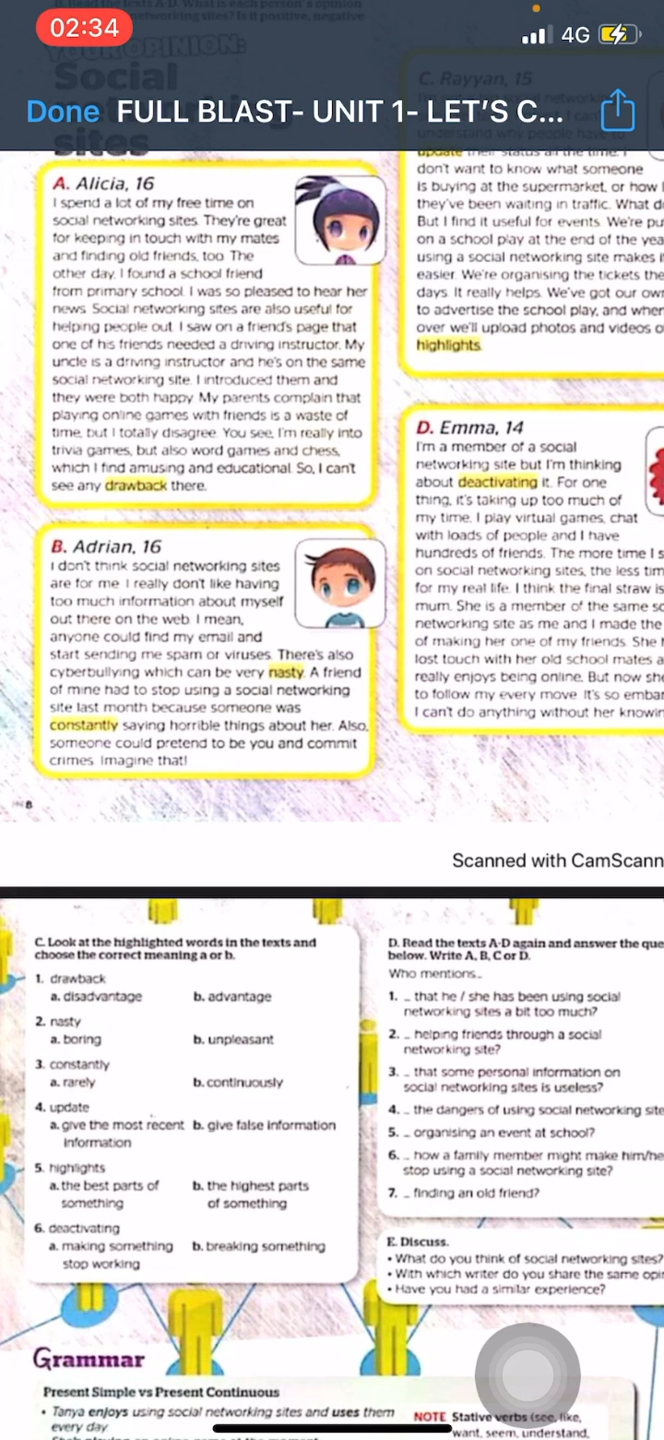 02:34
4G
Done FULL BLAST- UNIT 1- LET’S C...
YOUR OPINION:
Social
sites
A. Alicia, 16
I spend a lot of my free time on
social networking sites. They're great
for keeping in touch with my mates
and finding old friends, too. The
other day, I found a school friend
from primary school. I was so pleased to hear her
news. Social networking sites are also useful for
helping people out. I saw on a friend's page that
one of his friends needed a driving instructor. My
uncle is a driving instructor and he's on the same
social networking site. I introduced them and
they were both happy. My parents complain that
playing online games with friends is a waste of
time, but I totally disagree. You see, I'm really into
trivia games, but also word games and chess,
which I find amusing and educational. So, I can't
see any drawback there.
B. Adrian, 16
I don't think social networking sites
are for me. I really don't like having
too much information about myself
out there on the web. I mean,
anyone could find my email and
start sending me spam or viruses. There's also
cyberbullying which can be very nasty. A friend
of mine had to stop using a social networking
site last month because someone was
constantly saying horrible things about her. Also,
someone could pretend to be you and commit
crimes. Imagine that!
8
C. Rayyan, 15
understand why people have to
update their status all the time. I
don't want to know what someone
is buying at the supermarket, or how
they've been waiting in traffic. What
But I find it useful for events. We're
on a school play at the end of the
using a social networking site makes
easier. We're organising the tickets
days. It really helps. We've got our
to advertise the school play, and
over we'll upload photos and videos
highlights.
D. Emma, 14
I'm a member of a social
networking site but I'm thinking
about deactivating it. For one
thing, it's taking up too much of
my time. I play virtual games, chat
with loads of people and I have
hundreds of friends. The more time I
on social networking sites, the less
for my real life. I think the final straw is
mum. She is a member of the same
networking site as me and I made the
of making her one of my friends. She
lost touch with her old school mates
really enjoys being online. But now
to follow my every move. It's so
I can't do anything without her
Scanned with
C. Look at the highlighted words in the texts and
choose the correct meaning a or b.
1. drawback
a. disadvantage b. advantage
2. nasty
a. boring b. unpleasant
3. constantly
a. rarely b. continuously
4. update
a. give the most recent b. give false information
information
5. highlights
a. the best parts of b. the highest parts
something of something
6. deactivating
a. making something b. breaking something
stop working
D. Read the texts A-D again and answer the
below. Write A, B, C or D.
Who mentions...
1. ... that he / she has been using social
networking sites a bit too much?
2. ... helping friends through a social
networking site?
3. ... that some personal information on
social networking sites is useless?
4. ... the dangers of using social networking
5. ... organising an event at school?
6. ... how a family member might make
stop using a social networking site?
7. ... finding an old friend?
E. Discuss.
• What do you think of social networking sites?
• With which writer do you share the same
• Have you had a similar experience?
Grammar
Present Simple vs Present Continuous
• Tanya enjoys using social networking sites and uses them
every day.
NOTE Stative verbs (see, like,
want, seem, understand,